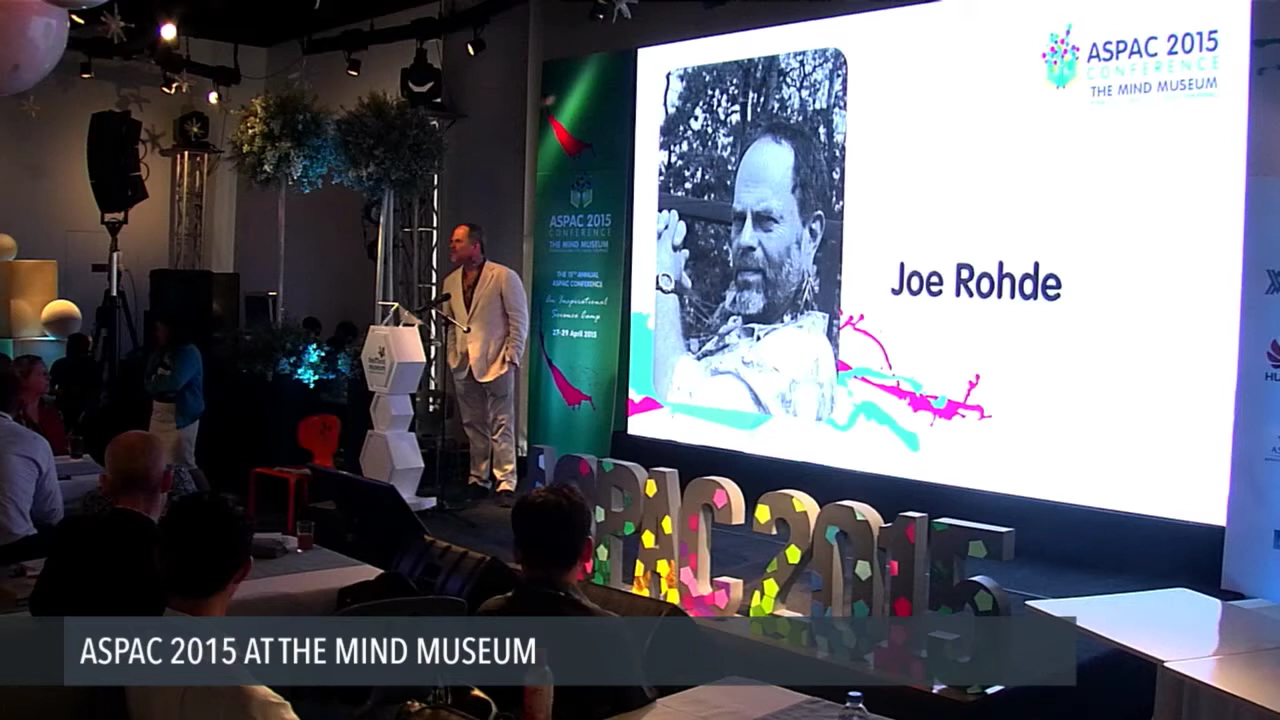 ASPAC 2015
CONFERENCE
THE MIND MUSEUM
Joe Rohde
ASPAC 2015
CONFERENCE
THE MIND MUSEUM
THE 15TH ANNUAL
ASPAC CONFERENCE
An Inspirational
Science Camp
27-29 April 2015
ASPAC 2015
ASPAC 2015 AT THE MIND MUSEUM